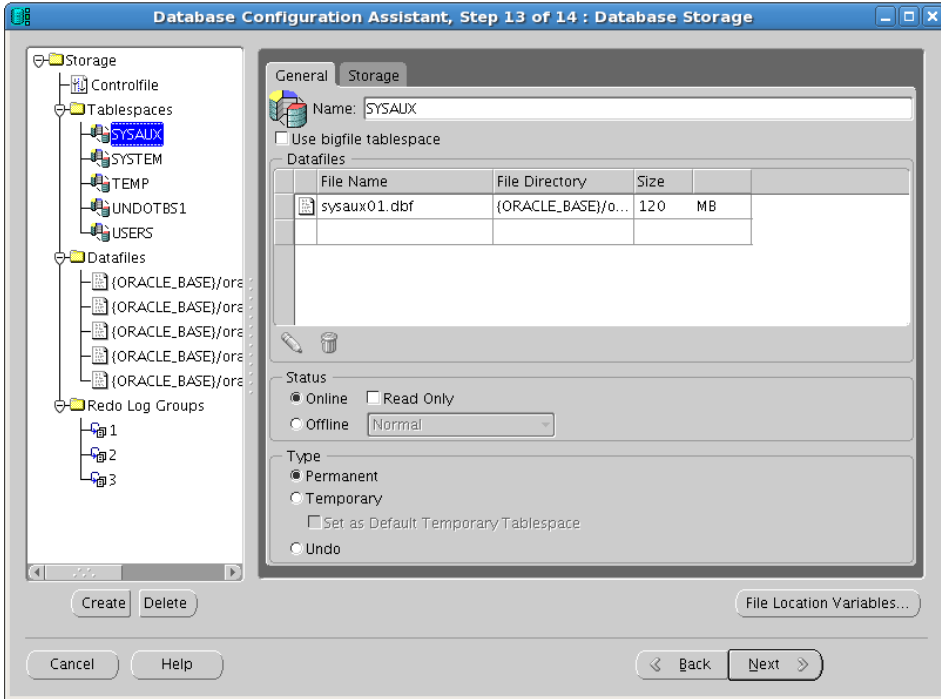 Database Configuration Assistant, Step 13 of 14 : Database Storage
Storage
Controlfile
Tablespaces
SYSAUX
SYSTEM
TEMP
UNDOTBS1
USERS
Datafiles
{ORACLE_BASE}/ora
{ORACLE_BASE}/ora
{ORACLE_BASE}/ora
{ORACLE_BASE}/ora
{ORACLE_BASE}/ora
Redo Log Groups
1
2
3
Create Delete
General Storage
Name: SYSAUX
Use bigfile tablespace
Datafiles
File Name File Directory Size
sysaux01.dbf {ORACLE_BASE}/o... 120 MB
Status
Online Read Only
Offline Normal
Type
Permanent
Temporary
Set as Default Temporary Tablespace
Undo
File Location Variables...
Cancel Help Back Next